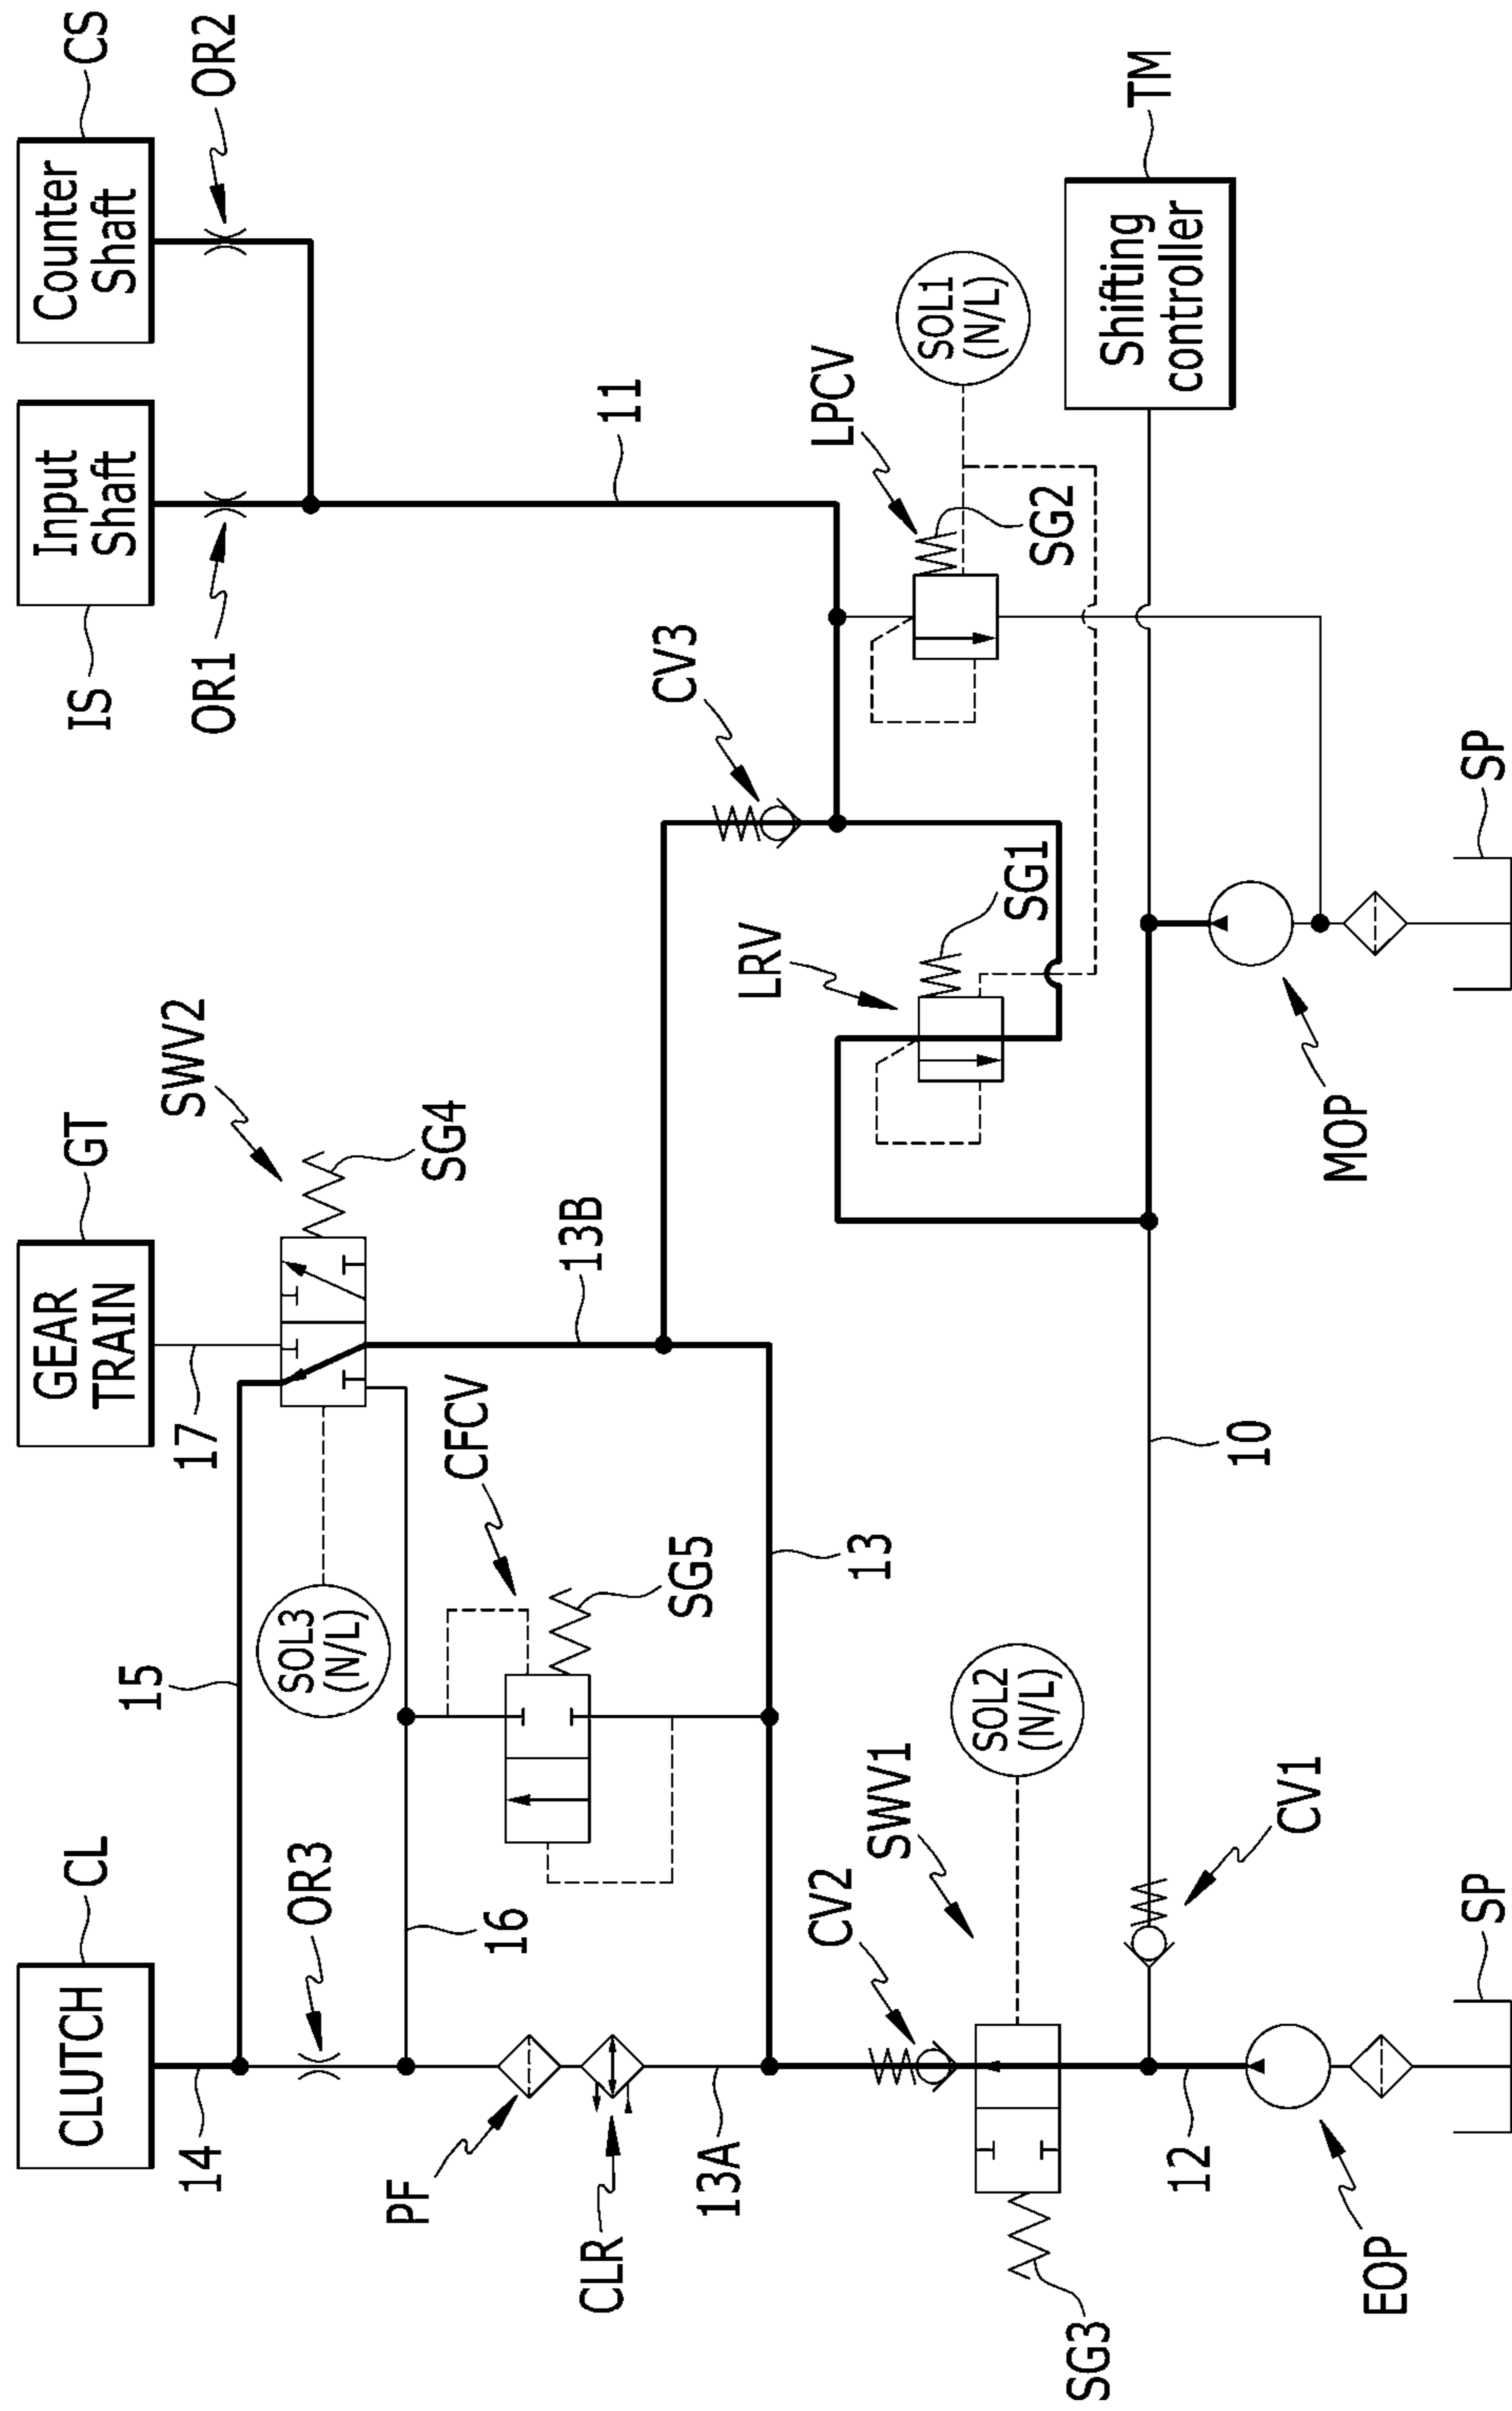 CLUTCH
CL
GEAR
TRAIN
GT
Input
Shaft
IS
Counter
Shaft
CS
14
15
17
SWV2
OR1
OR2
OR3
SOL3
(N/L)
SG4
PF
16
CFCV
13B
11
CLR
SG5
CV3
13A
13
LRV
LPCV
CV2
SWV1
SOL2
(N/L)
SG1
SG2
SOL1
(N/L)
SG3
12
CV1
10
Shifting
controller
TM
EOP
MOP
SP
SP